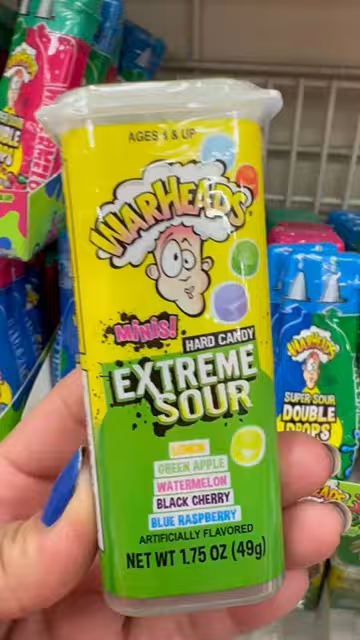 AGES 4 & UP
WARHEADS
MINIS!
HARD CANDY
EXTREME
SOUR
LEMON
GREEN APPLE
WATERMELON
BLACK CHERRY
BLUE RASPBERRY
ARTIFICIALLY FLAVORED
NET WT 1.75 OZ (49g)
WARHEADS
SUPER SOUR
DOUBLE
DROPS